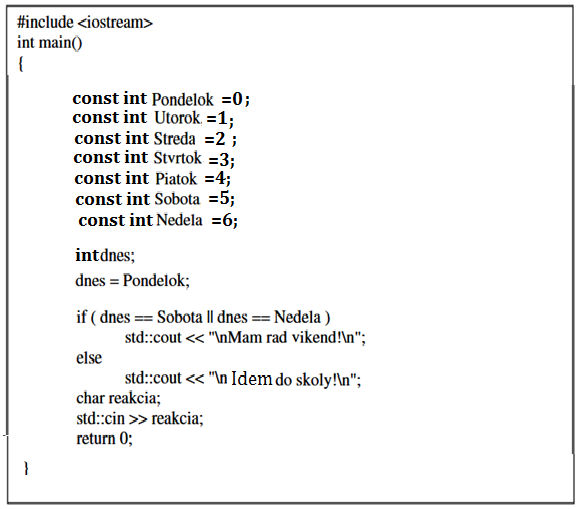 #include <iostream>
int main()
{
const int Pondelok =0;
const int Utorok =1;
const int Streda =2 ;
const int Stvrtok =3;
const int Piatok =4;
const int Sobota =5;
const int Nedela =6;
int dnes;
dnes = Pondelok;
if ( dnes == Sobota || dnes == Nedela )
std::cout << "\nMam rad vikend!\n";
else
std::cout << "\n Idem do skoly!\n";
char reakcia;
std::cin >> reakcia;
return 0;
}